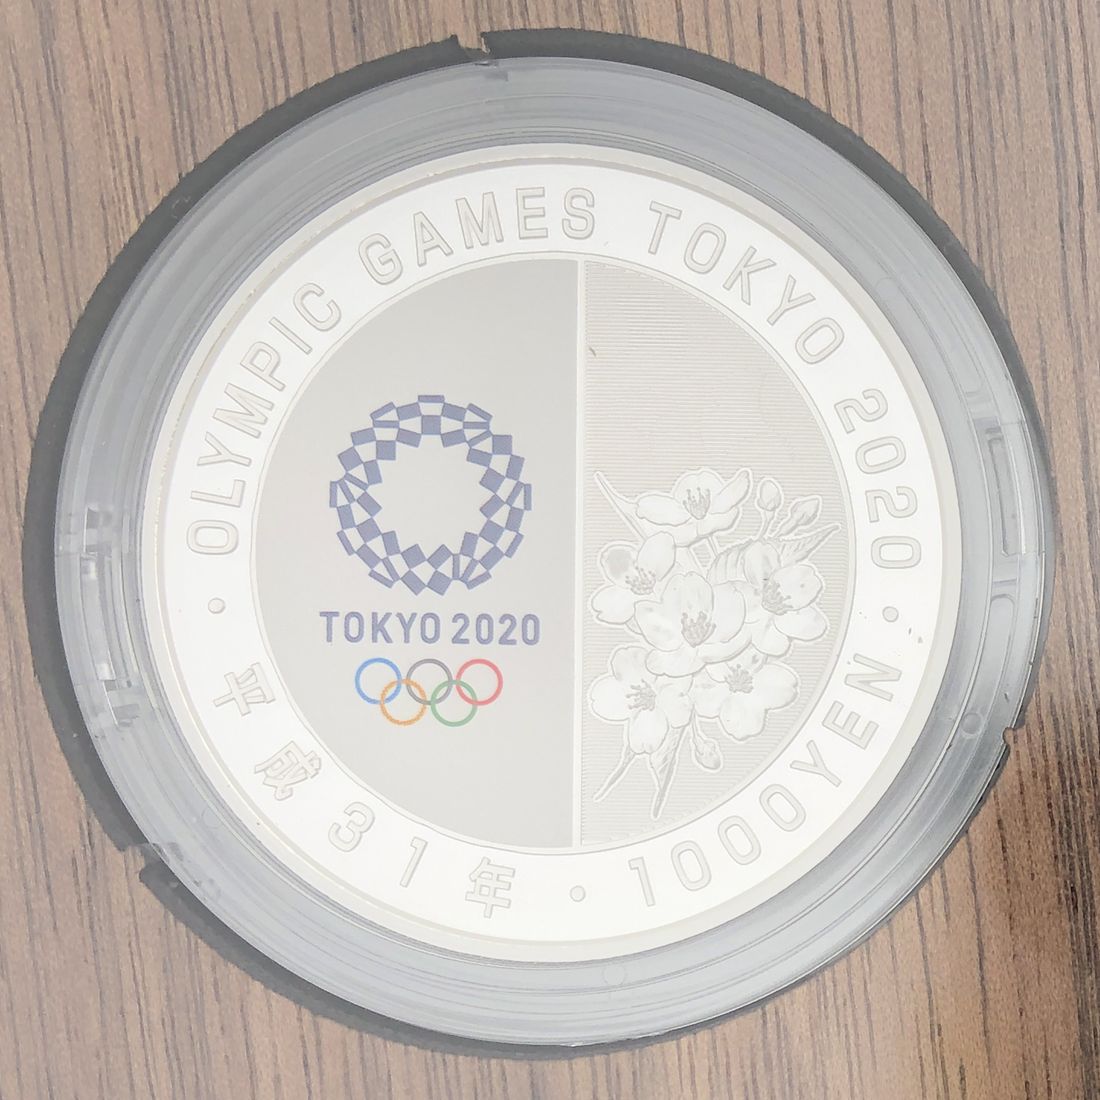 OLYMPIC GAMES TOKYO 2020
TOKYO 2020
平成31年・1000YEN